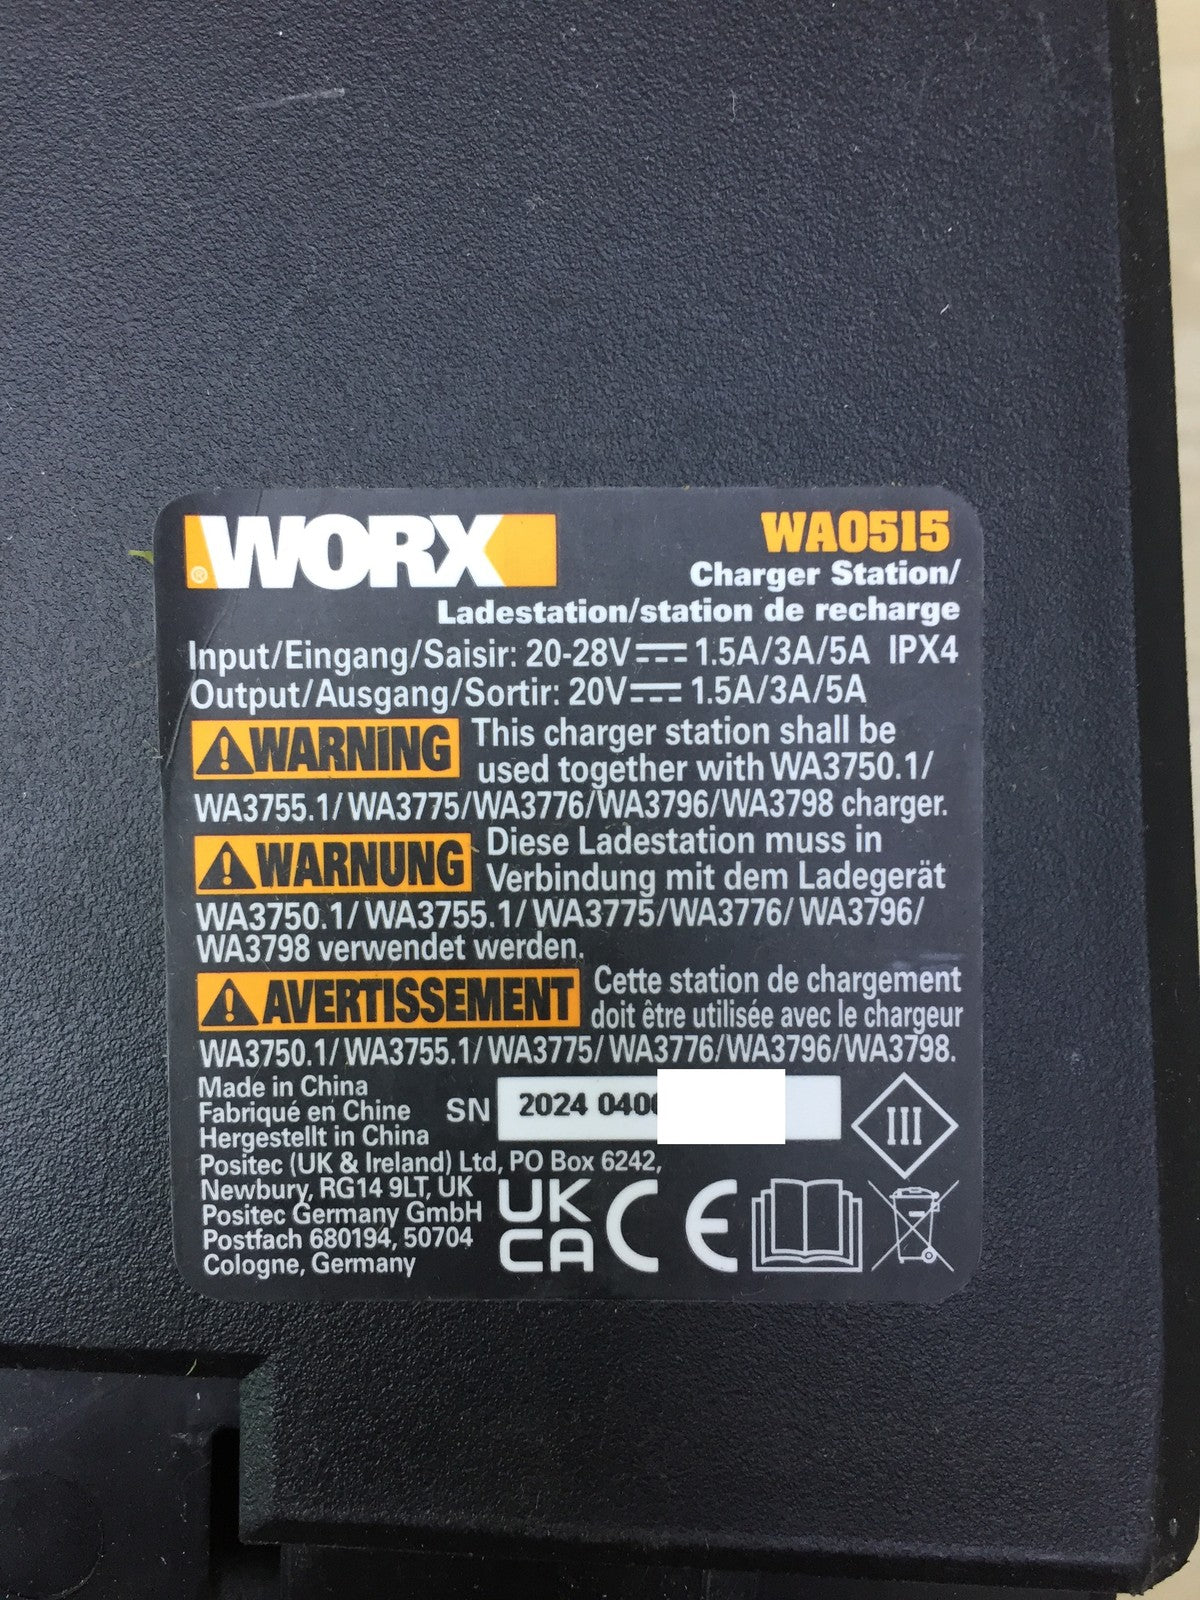 WORX®
WA0515
Charger Station/
Ladestation/station de recharge
Input/Eingang/Saisir: 20-28V⎓ 1.5A/3A/5A IPX4
Output/Ausgang/Sortir: 20V⎓ 1.5A/3A/5A
WARNING This charger station shall be
used together with WA3750.1/
WA3755.1/ WA3775/WA3776/WA3796/WA3798 charger.
WARNUNG Diese Ladestation muss in
Verbindung mit dem Ladegerät
WA3750.1/ WA3755.1/ WA3775/WA3776/ WA3796/
WA3798 verwendet werden.
AVERTISSEMENT Cette station de chargement
doit être utilisée avec le chargeur
WA3750.1/ WA3755.1/ WA3775/ WA3776/WA3796/WA3798.
Made in China
Fabriqué en Chine
Hergestellt in China
SN 2024 040
III
Positec (UK & Ireland) Ltd, PO Box 6242,
Newbury, RG14 9LT, UK
Positec Germany GmbH
Postfach 680194, 50704
Cologne, Germany
UK
CA
CE